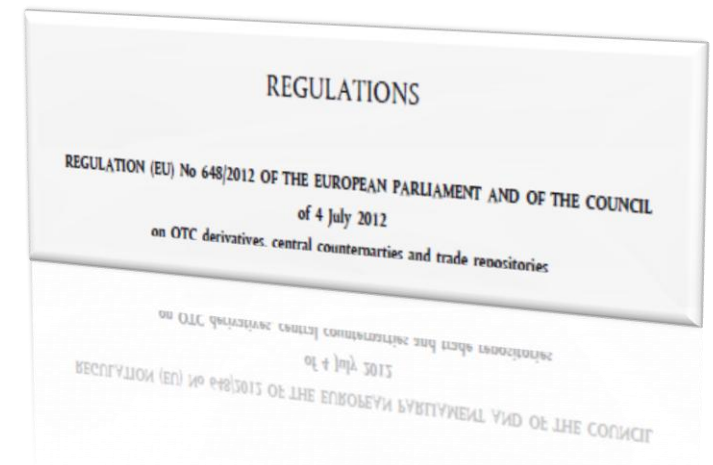 REGULATIONS
REGULATION (EU) No 648/2012 OF THE EUROPEAN PARLIAMENT AND OF THE COUNCIL
of 4 July 2012
on OTC derivatives, central counterparties and trade repositories